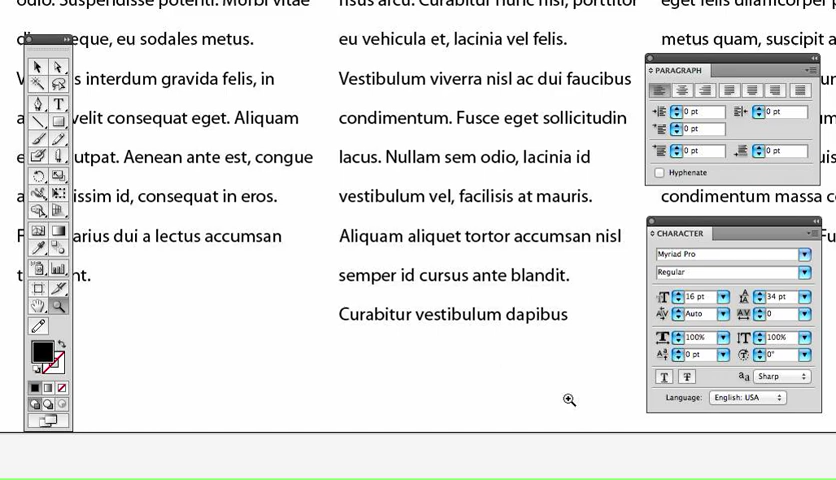 odio. Suspendisse potenti. Morbi vitae
eque, eu sodales metus.
V s interdum gravida felis, in
velit consequat eget. Aliquam
utpat. Aenean ante est, congue
issim id, consequat in eros.
arius dui a lectus accumsan
nt.
risus arcu. Curabitur nunc nisl, porttitor
eu vehicula et, lacinia vel felis.
Vestibulum viverra nisl ac dui faucibus
condimentum. Fusce eget sollicitudin
lacus. Nullam sem odio, lacinia id
vestibulum vel, facilisis at mauris.
Aliquam aliquet tortor accumsan nisl
semper id cursus ante blandit.
Curabitur vestibulum dapibus
eget felis ullamcorper p
metus quam, suscipit a
condimentum massa c
PARAGRAPH
0 pt 0 pt
0 pt
0 pt 0 pt
Hyphenate
CHARACTER
Myriad Pro
Regular
16 pt 34 pt
Auto 0
100% 100%
0 pt 0°
Sharp
Language: English: USA